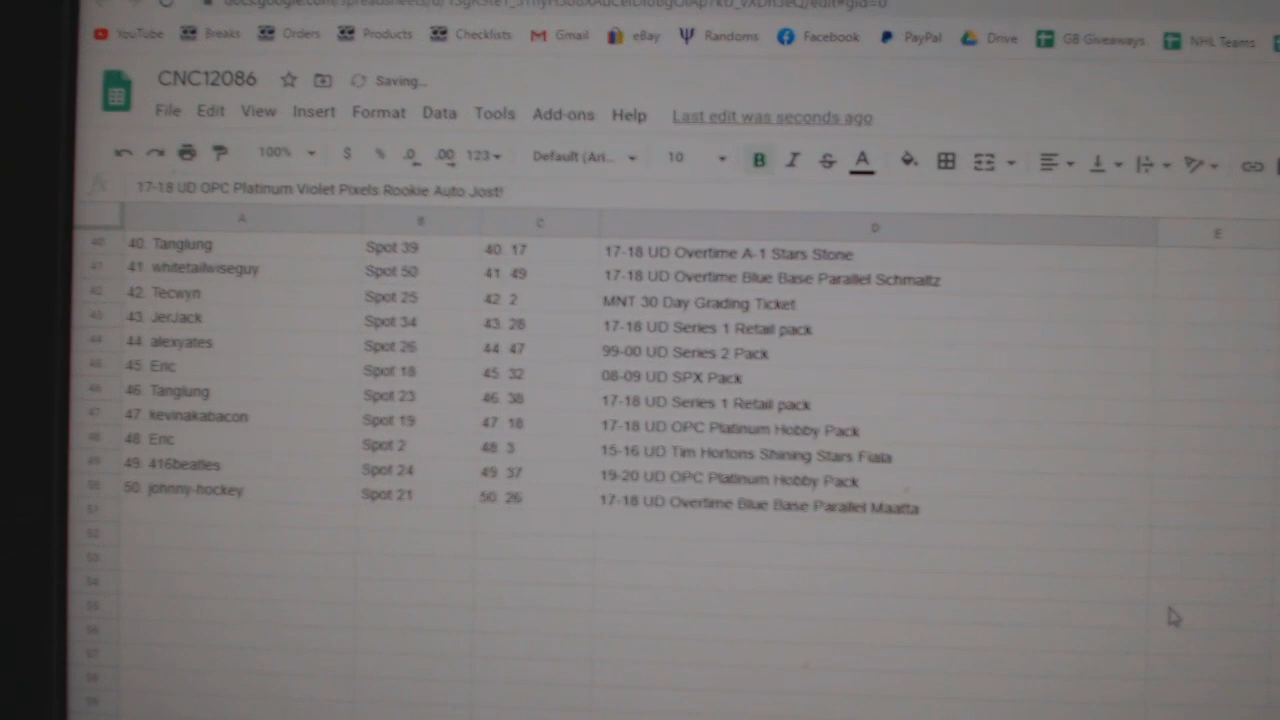 YouTube Breaks Orders Products Checklists Gmail eBay Randoms Facebook PayPal Drive GB Giveaways NHL Teams
CNC12086 Saving...
File Edit View Insert Format Data Tools Add-ons Help Last edit was seconds ago
100% $ % .0 .00 123 Default (Ari... 10 B I S A
17-18 UD OPC Platinum Violet Pixels Rookie Auto Jost!
A B C D E
40. Tanglung Spot 39 40. 17 17-18 UD Overtime A-1 Stars Stone
41. whitetailwiseguy Spot 50 41. 49 17-18 UD Overtime Blue Base Parallel Schmaltz
42. Tecwyn Spot 25 42. 2 MNT 30 Day Grading Ticket
43. JerJack Spot 34 43. 28 17-18 UD Series 1 Retail pack
44. alexyates Spot 26 44. 47 99-00 UD Series 2 Pack
45. Eric Spot 18 45. 32 08-09 UD SPX Pack
46. Tanglung Spot 23 46. 38 17-18 UD Series 1 Retail pack
47. kevinakabacon Spot 19 47. 18 17-18 UD OPC Platinum Hobby Pack
48. Eric Spot 2 48. 3 15-16 UD Tim Hortons Shining Stars Fiala
49. 416beatles Spot 24 49. 37 19-20 UD OPC Platinum Hobby Pack
50. johnny-hockey Spot 21 50. 26 17-18 UD Overtime Blue Base Parallel Maatta